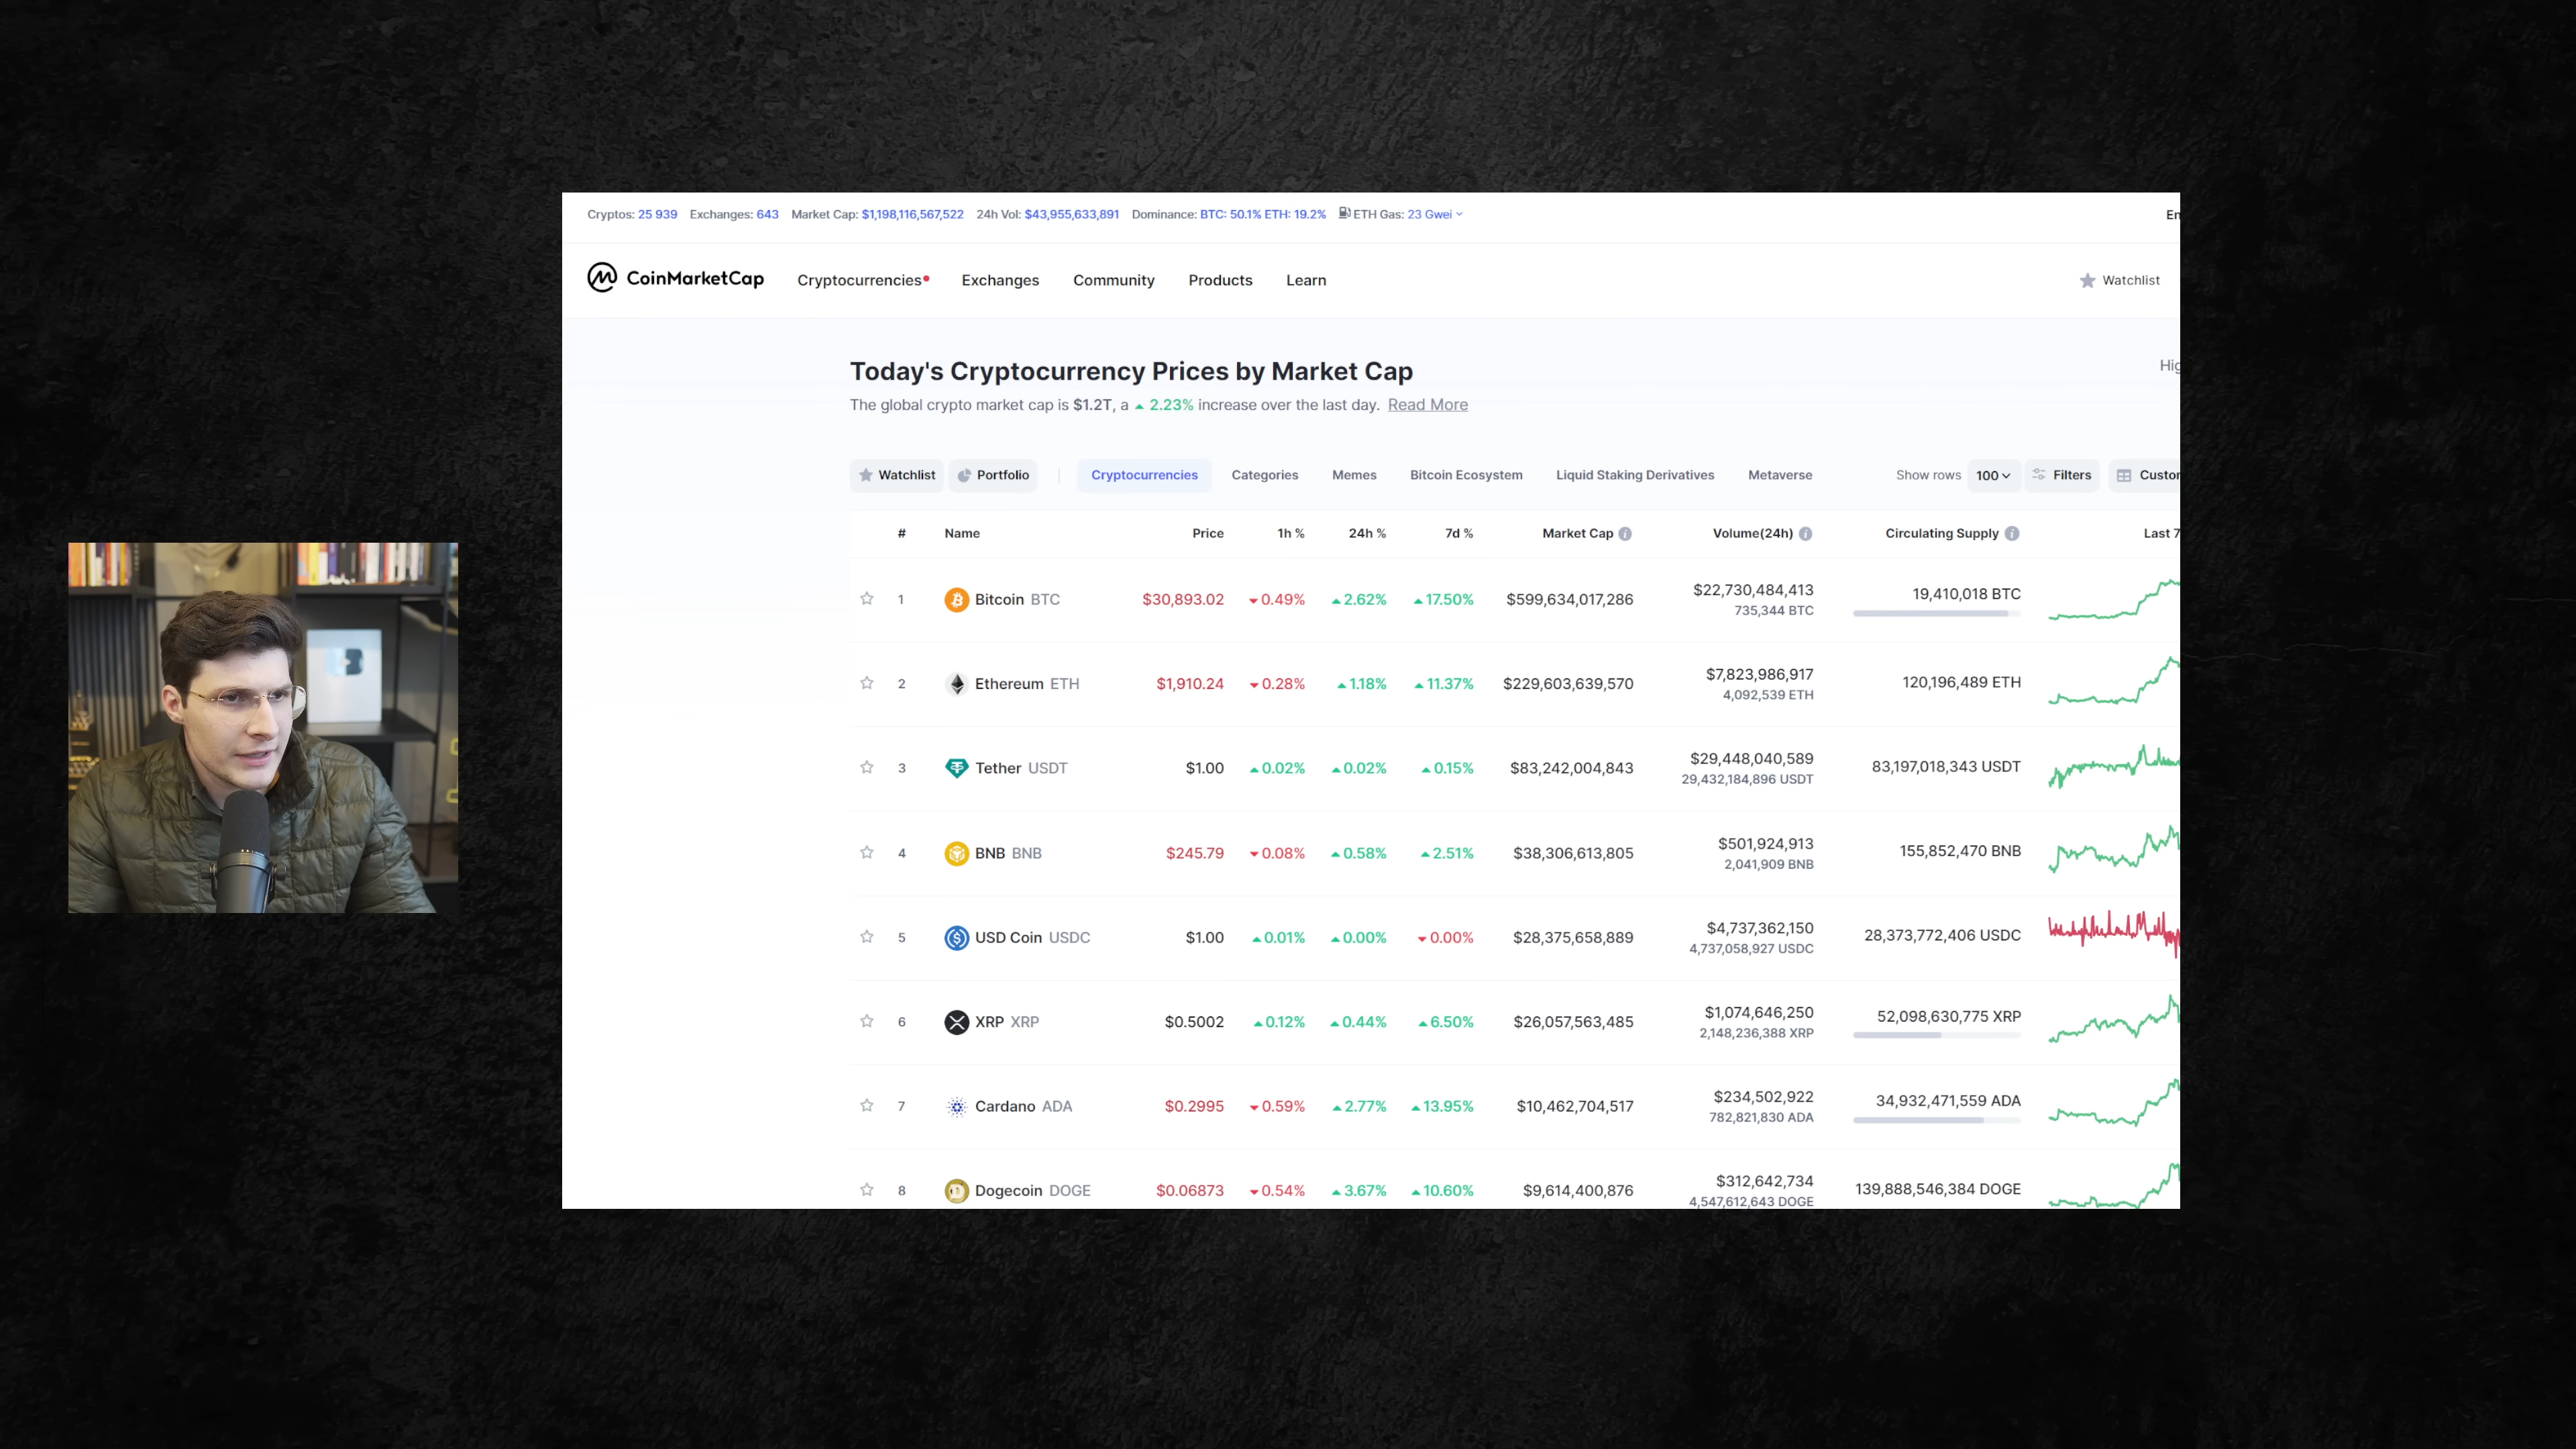 Cryptos: 25 939 Exchanges: 643 Market Cap: $1,198,116,567,522 24h Vol: $43,955,633,891 Dominance: BTC: 50.1% ETH: 19.2% ETH Gas: 23 Gwei En
CoinMarketCap Cryptocurrencies Exchanges Community Products Learn Watchlist
Today's Cryptocurrency Prices by Market Cap Hig
The global crypto market cap is $1.2T, a 2.23% increase over the last day. Read More
Watchlist Portfolio Cryptocurrencies Categories Memes Bitcoin Ecosystem Liquid Staking Derivatives Metaverse Show rows 100 Filters Custor
# Name Price 1h % 24h % 7d % Market Cap Volume(24h) Circulating Supply Last 7
1 Bitcoin BTC $30,893.02 0.49% 2.62% 17.50% $599,634,017,286 $22,730,484,413 19,410,018 BTC
735,344 BTC
2 Ethereum ETH $1,910.24 0.28% 1.18% 11.37% $229,603,639,570 $7,823,986,917 120,196,489 ETH
4,092,539 ETH
3 Tether USDT $1.00 0.02% 0.02% 0.15% $83,242,004,843 $29,448,040,589 83,197,018,343 USDT
29,432,184,896 USDT
4 BNB BNB $245.79 0.08% 0.58% 2.51% $38,306,613,805 $501,924,913 155,852,470 BNB
2,041,909 BNB
5 USD Coin USDC $1.00 0.01% 0.00% 0.00% $28,375,658,889 $4,737,362,150 28,373,772,406 USDC
4,737,058,927 USDC
6 XRP XRP $0.5002 0.12% 0.44% 6.50% $26,057,563,485 $1,074,646,250 52,098,630,775 XRP
2,148,236,388 XRP
7 Cardano ADA $0.2995 0.59% 2.77% 13.95% $10,462,704,517 $234,502,922 34,932,471,559 ADA
782,821,830 ADA
8 Dogecoin DOGE $0.06873 0.54% 3.67% 10.60% $9,614,400,876 $312,642,734 139,888,546,384 DOGE
4,547,612,643 DOGE